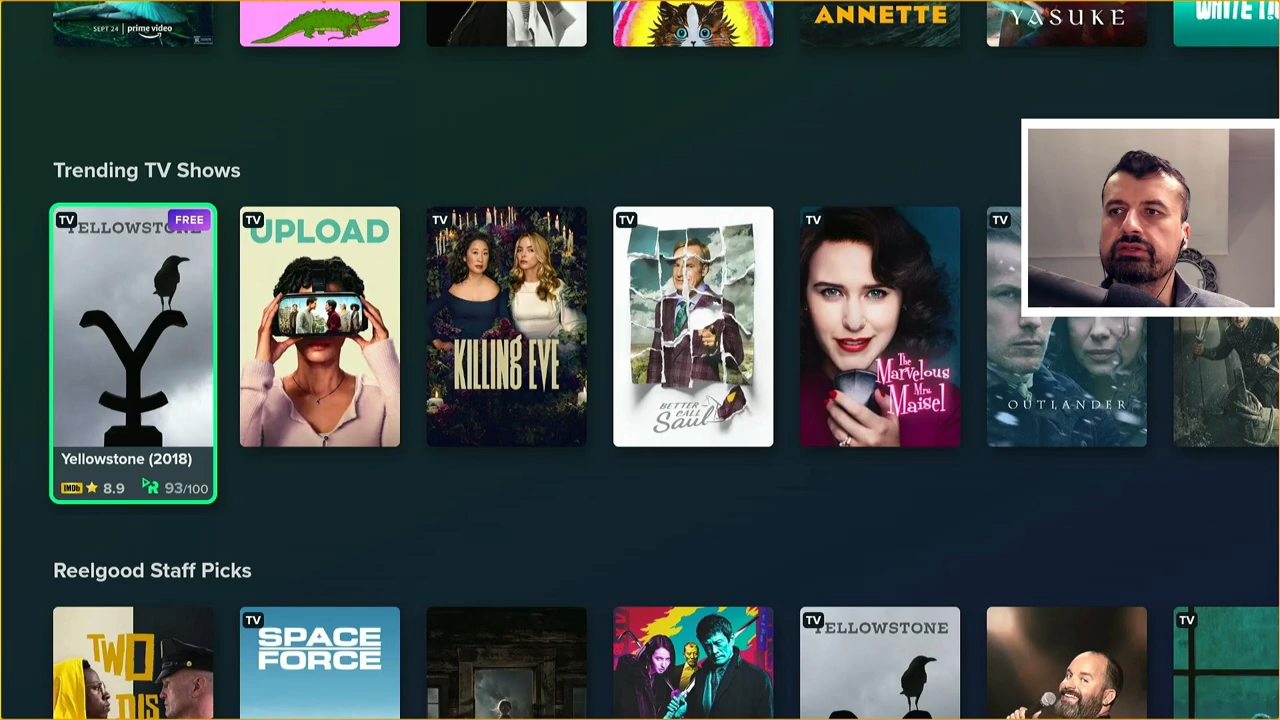 SEPT 24 | prime video
ANNETTE
YASUKE
Trending TV Shows
TV
YELLOWSTONE
FREE
TV
UPLOAD
TV
KILLING EVE
TV
BETTER
CALL
Saul
TV
The
Marvelous
Mrs.
Maisel
TV
OUTLANDER
Yellowstone (2018)
IMDb 8.9 93/100
Reelgood Staff Picks
TWO
DIS
TV
SPACE
FORCE
TV
YELLOWSTONE
TV